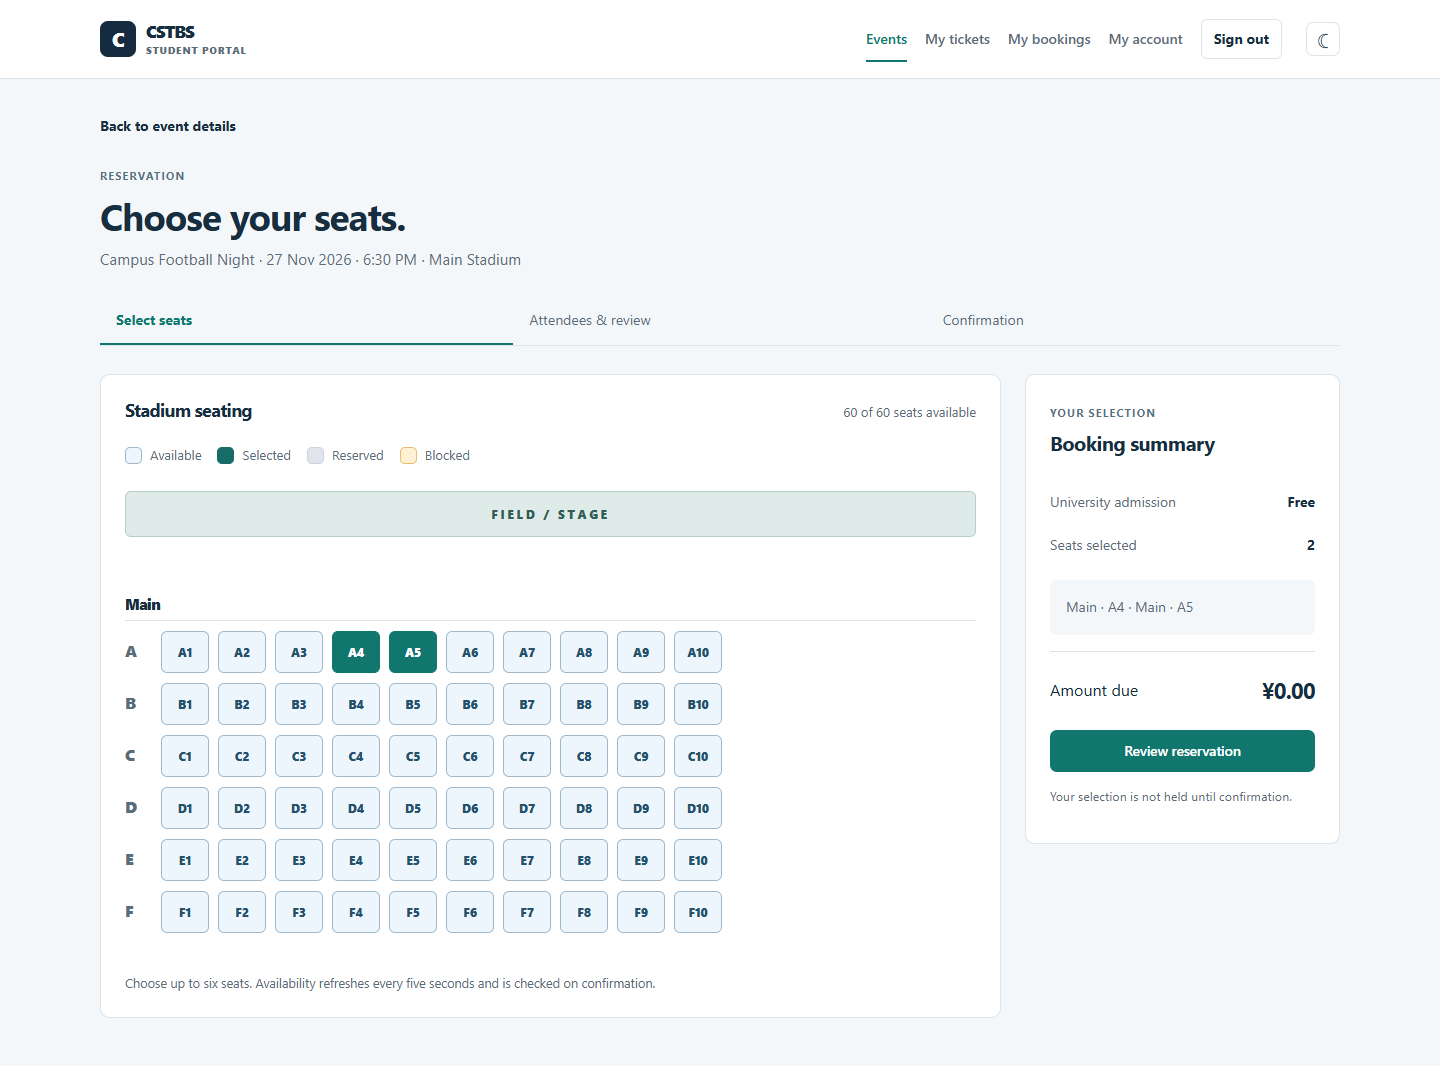 C
CSTBS
STUDENT PORTAL
Events
My tickets
My bookings
My account
Sign out
Back to event details
RESERVATION
Choose your seats.
Campus Football Night · 27 Nov 2026 · 6:30 PM · Main Stadium
Select seats
Attendees & review
Confirmation
Stadium seating
60 of 60 seats available
Available
Selected
Reserved
Blocked
FIELD / STAGE
Main
A A1 A2 A3 A4 A5 A6 A7 A8 A9 A10
B B1 B2 B3 B4 B5 B6 B7 B8 B9 B10
C C1 C2 C3 C4 C5 C6 C7 C8 C9 C10
D D1 D2 D3 D4 D5 D6 D7 D8 D9 D10
E E1 E2 E3 E4 E5 E6 E7 E8 E9 E10
F F1 F2 F3 F4 F5 F6 F7 F8 F9 F10
Choose up to six seats. Availability refreshes every five seconds and is checked on confirmation.
YOUR SELECTION
Booking summary
University admission Free
Seats selected 2
Main · A4 · Main · A5
Amount due ¥0.00
Review reservation
Your selection is not held until confirmation.